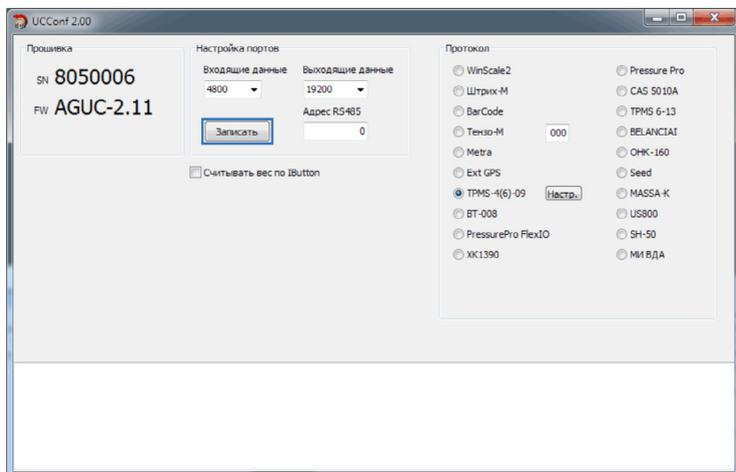 UCConf 2.00
Прошивка
SN 8050006
FW AGUC-2.11
Настройка портов
Входящие данные Выходящие данные
4800 19200
Адрес RS485
Записать 0
Считывать вес по IButton
Протокол
WinScale2
Штрих-М
BarCode
Тензо-М 000
Metra
Ext GPS
TPMS-4(6)-09 Настр.
BT-008
PressurePro FlexIO
XK1390
Pressure Pro
CAS 5010A
TPMS 6-13
BELANCIAI
ОНК-160
Seed
MASSA-K
US800
SH-50
МИ ВДА